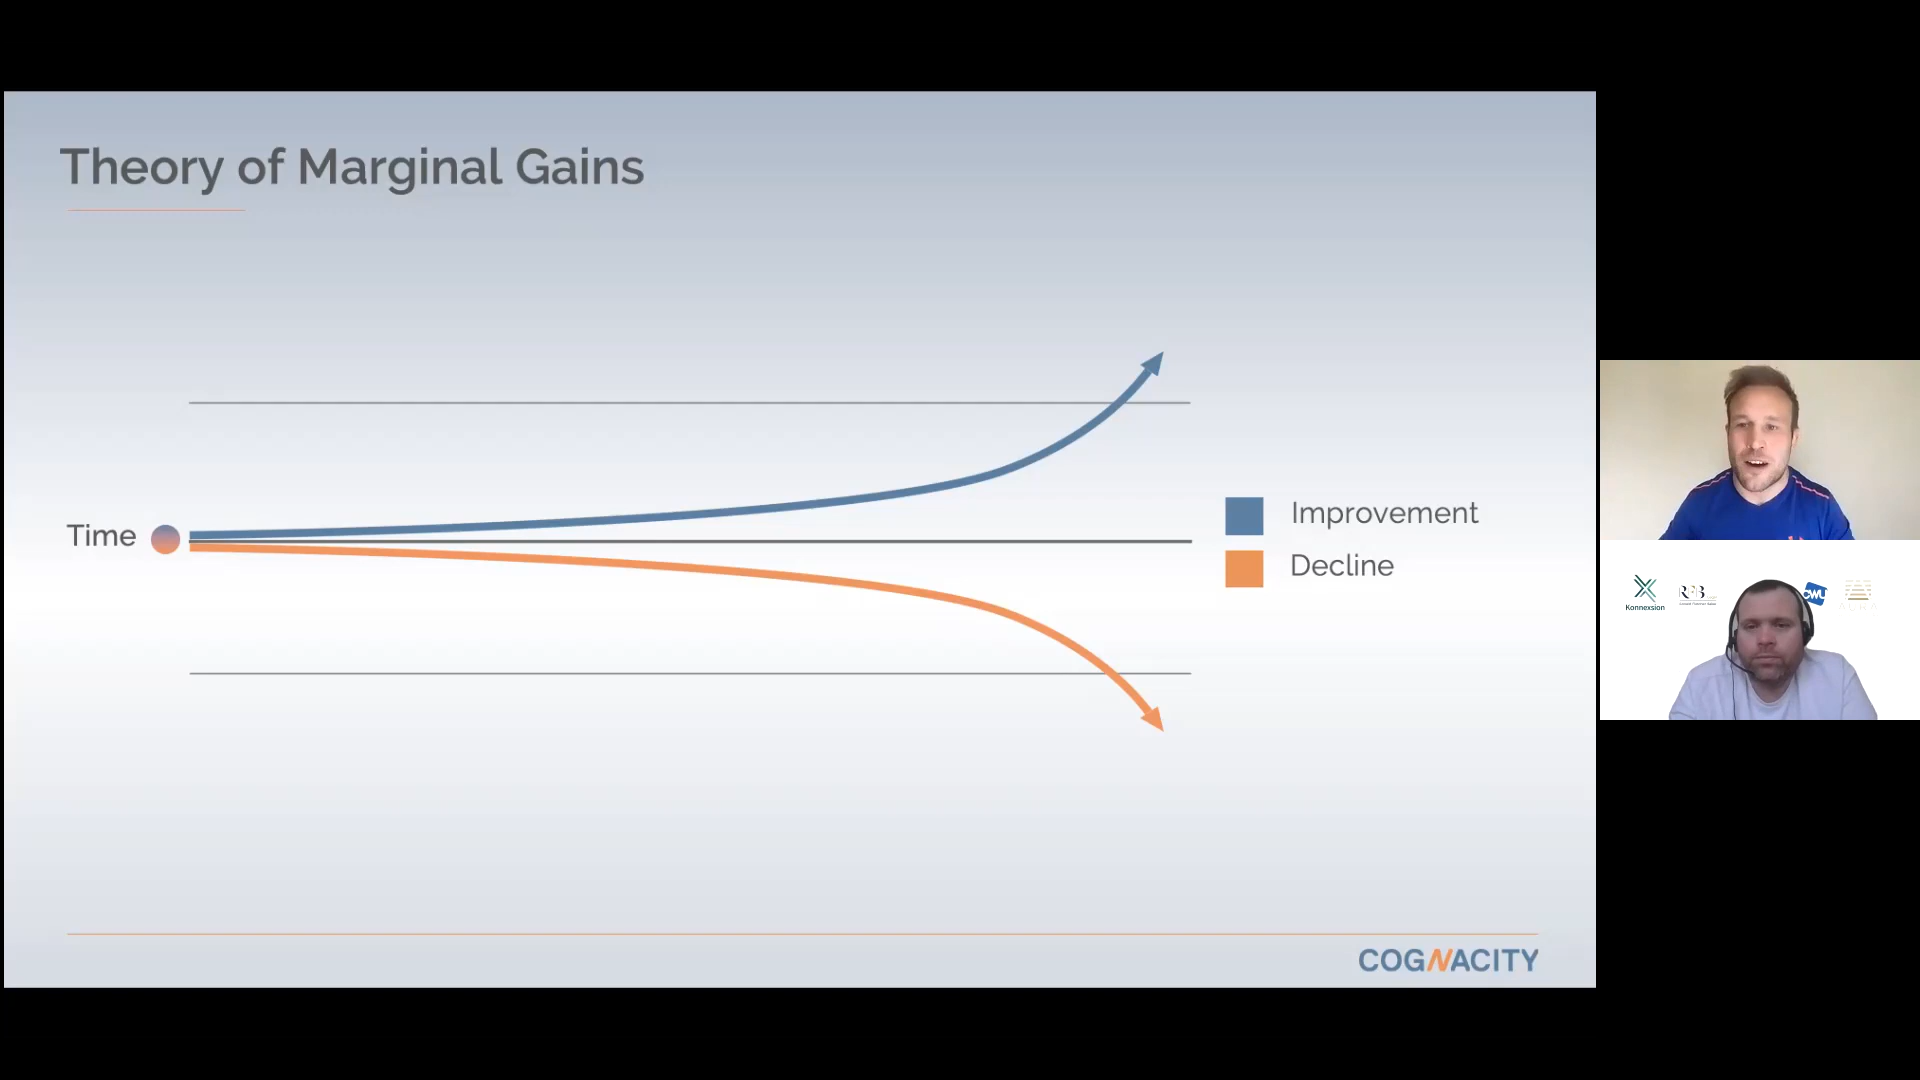 Theory of Marginal Gains
Time
Improvement
Decline
COGNACITY
Konnexsion
CWU